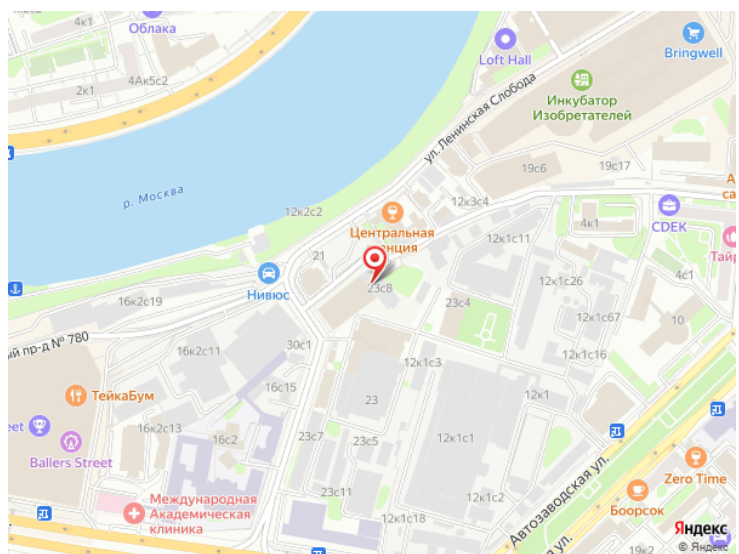 4к1
Облака
4Ак5с2
2к1
Loft Hall
Bringwell
Инкубатор
Изобретателей
ул. Ленинская Слобода
19с6
19с17
р. Москва
12к2с2
12к3с4
Центральная
4к1
CDEK
21
12к1с11
Нивюс
16к2с19
23с8
23с4
12к1с26
4с1
12к1с67
10
пр-д № 780
30с1
16к2с11
12к1с3
12к1с16
ТейкаБум
16с15
23
12к1
16к2с13
16с2
23с7
23с5
12к1с1
Ballers Street
Автозаводская ул.
Zero Time
Международная
Академическая
клиника
23с11
12к1с2
Боорсок
12к1с18
ул.
19к2
Яндекс
© Яндекс